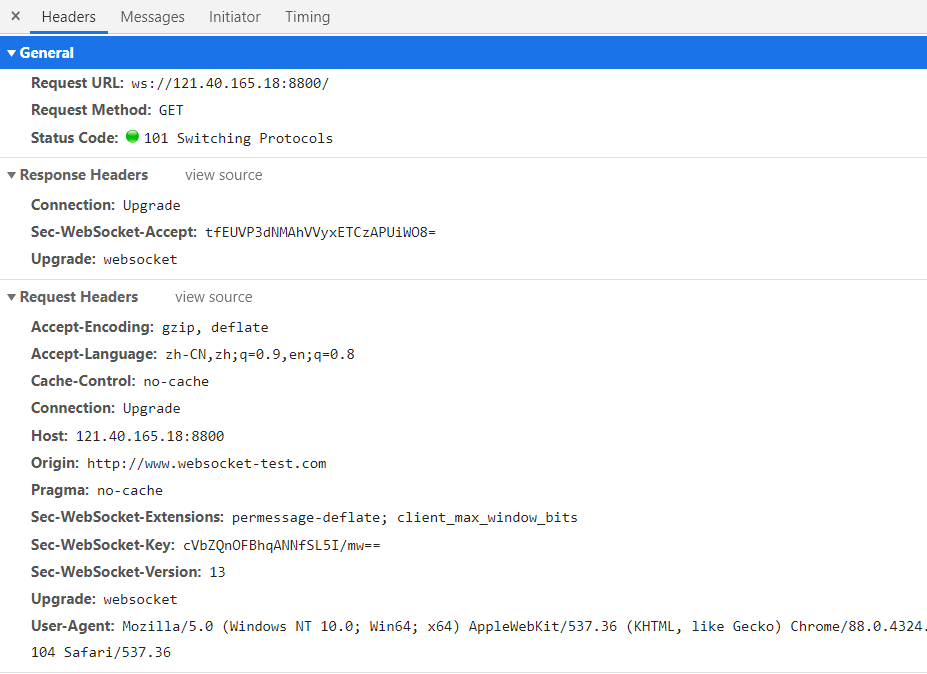 × Headers Messages Initiator Timing
General
Request URL: ws://121.40.165.18:8800/
Request Method: GET
Status Code: 101 Switching Protocols
Response Headers view source
Connection: Upgrade
Sec-WebSocket-Accept: tfEUVP3dNMAhVVyxETCzAPUiWO8=
Upgrade: websocket
Request Headers view source
Accept-Encoding: gzip, deflate
Accept-Language: zh-CN,zh;q=0.9,en;q=0.8
Cache-Control: no-cache
Connection: Upgrade
Host: 121.40.165.18:8800
Origin: http://www.websocket-test.com
Pragma: no-cache
Sec-WebSocket-Extensions: permessage-deflate; client_max_window_bits
Sec-WebSocket-Key: cVbZQnOFBhqANNfSL5I/mw==
Sec-WebSocket-Version: 13
Upgrade: websocket
User-Agent: Mozilla/5.0 (Windows NT 10.0; Win64; x64) AppleWebKit/537.36 (KHTML, like Gecko) Chrome/88.0.4324.
104 Safari/537.36